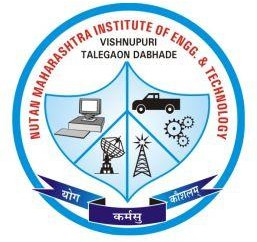 NUTAN MAHARASHTRA INSTITUTE OF ENGG. & TECHNOLOGY
VISHNUPURI
TALEGAON DABHADE
योग
कर्मसु
कौशलम्